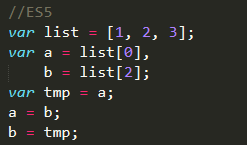 //ES5
var list = [1, 2, 3];
var a = list[0],
    b = list[2];
var tmp = a;
a = b;
b = tmp;